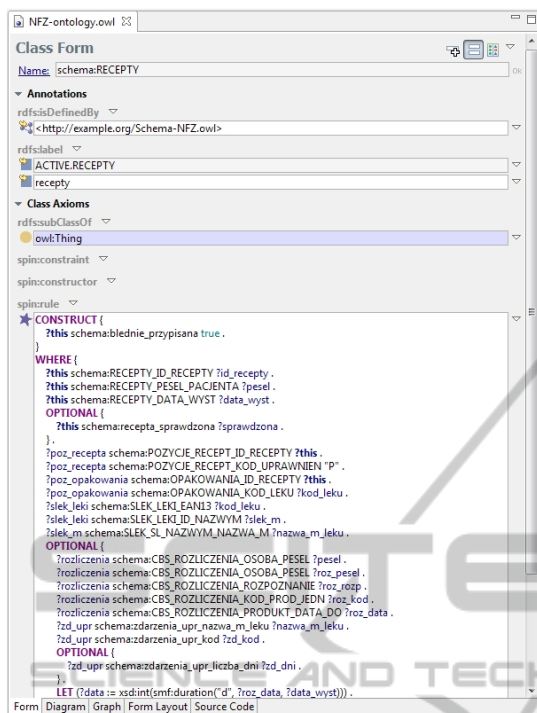 NFZ-ontology.owl
Class Form
Name: schema:RECEPTY Ok
Annotations
rdfs:isDefinedBy
<http://example.org/Schema-NFZ.owl>
rdfs:label
ACTIVE.RECEPTY
recepty
Class Axioms
rdfs:subClassOf
owl:Thing
spin:constraint
spin:constructor
spin:rule
CONSTRUCT {
?this schema:blednie_przypisana true .
}
WHERE {
?this schema:RECEPTY_ID_RECEPTY ?id_recepty .
?this schema:RECEPTY_PESEL_PACJENTA ?pesel .
?this schema:RECEPTY_DATA_WYST ?data_wyst .
OPTIONAL {
?this schema:recepta_sprawdzona ?sprawdzona .
} .
?poz_recepta schema:POZYCJE_RECEPT_ID_RECEPTY ?this .
?poz_recepta schema:POZYCJE_RECEPT_KOD_UPRAWNIEN "P" .
?poz_opakowania schema:OPAKOWANIA_ID_RECEPTY ?this .
?poz_opakowania schema:OPAKOWANIA_KOD_LEKU ?kod_leku .
?slek_leki schema:SLEK_LEKI_EAN13 ?kod_leku .
?slek_leki schema:SLEK_LEKI_ID_NAZWYM ?slek_m .
?slek_m schema:SLEK_SL_NAZWYM_NAZWA_M ?nazwa_m_leku .
OPTIONAL {
?rozliczenia schema:CBS_ROZLICZENIA_OSOBA_PESEL ?pesel .
?rozliczenia schema:CBS_ROZLICZENIA_OSOBA_PESEL ?roz_pesel .
?rozliczenia schema:CBS_ROZLICZENIA_ROZPOZNANIE ?roz_rozp .
?rozliczenia schema:CBS_ROZLICZENIA_KOD_PROD_JEDN ?roz_kod .
?rozliczenia schema:CBS_ROZLICZENIA_PRODUKT_DATA_DO ?roz_data .
?zd_upr schema:zdarzenia_upr_nazwa_m_leku ?nazwa_m_leku .
?zd_upr schema:zdarzenia_upr_kod ?zd_kod .
OPTIONAL {
?zd_upr schema:zdarzenia_upr_liczba_dni ?zd_dni .
} .
LET (?data := xsd:int(smf:duration("d", ?roz_data, ?data_wyst))) .
Form Diagram Graph Form Layout Source Code
SCIENCE AND TECH